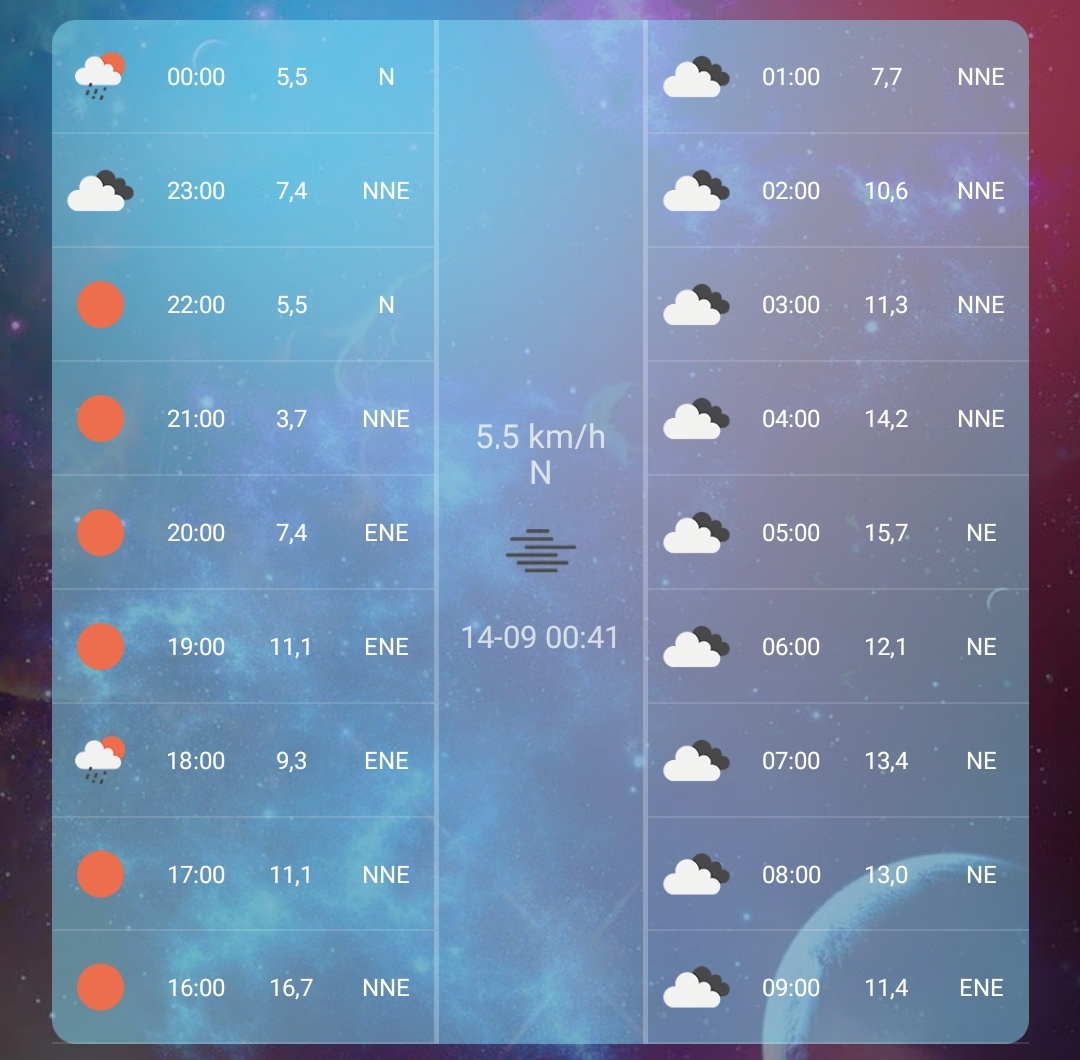 00:00 5,5 N
23:00 7,4 NNE
22:00 5,5 N
21:00 3,7 NNE
20:00 7,4 ENE
19:00 11,1 ENE
18:00 9,3 ENE
17:00 11,1 NNE
16:00 16,7 NNE
5.5 km/h
N
14-09 00:41
01:00 7,7 NNE
02:00 10,6 NNE
03:00 11,3 NNE
04:00 14,2 NNE
05:00 15,7 NE
06:00 12,1 NE
07:00 13,4 NE
08:00 13,0 NE
09:00 11,4 ENE